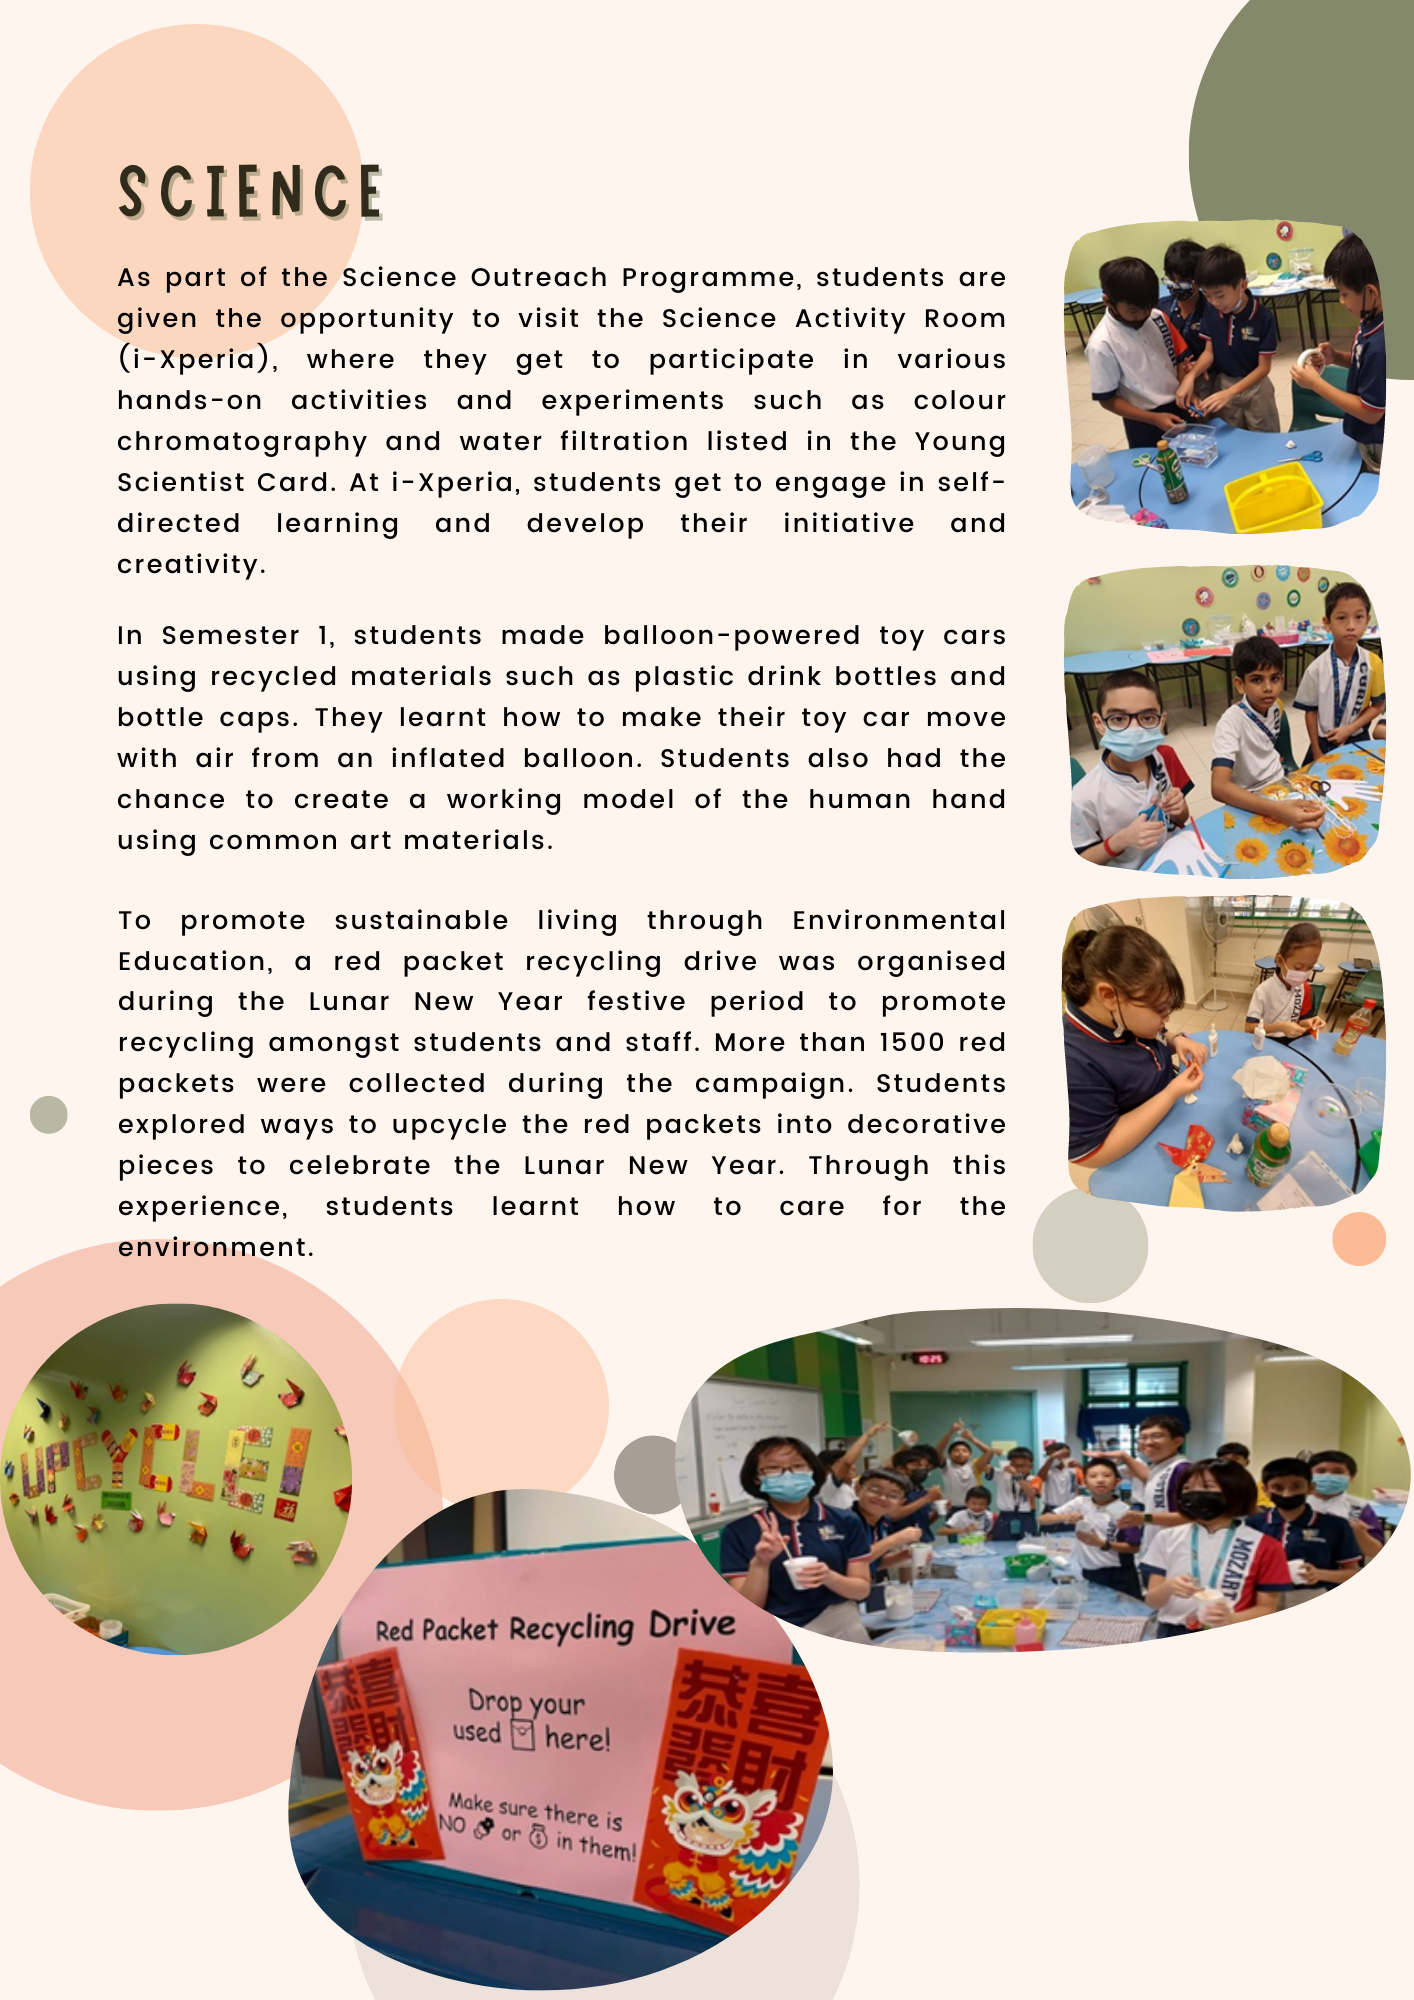 SCIENCE
As part of the Science Outreach Programme, students are
given the opportunity to visit the Science Activity Room
(i-Xperia), where they get to participate in various
hands-on activities and experiments such as colour
chromatography and water filtration listed in the Young
Scientist Card. At i-Xperia, students get to engage in self-
directed learning and develop their initiative and
creativity.
In Semester 1, students made balloon-powered toy cars
using recycled materials such as plastic drink bottles and
bottle caps. They learnt how to make their toy car move
with air from an inflated balloon. Students also had the
chance to create a working model of the human hand
using common art materials.
To promote sustainable living through Environmental
Education, a red packet recycling drive was organised
during the Lunar New Year festive period to promote
recycling amongst students and staff. More than 1500 red
packets were collected during the campaign. Students
explored ways to upcycle the red packets into decorative
pieces to celebrate the Lunar New Year. Through this
experience, students learnt how to care for the
environment.
EDISON
CURIE
MOZART
UPCYCLE!
10:25
MOZART
Red Packet Recycling Drive
Drop your
used here!
Make sure there is
NO or in them!
恭喜
發財
恭喜
發財